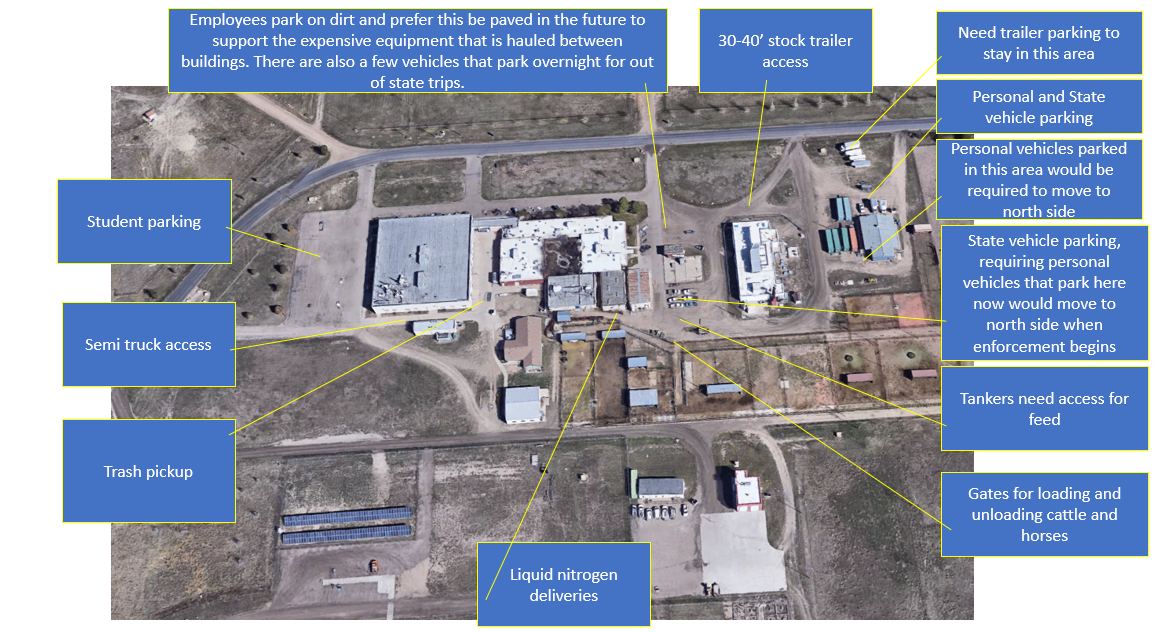 Employees park on dirt and prefer this be paved in the future to
support the expensive equipment that is hauled between
buildings. There are also a few vehicles that park overnight for out
of state trips.
30-40’ stock trailer
access
Need trailer parking to
stay in this area
Personal and State
vehicle parking
Personal vehicles parked
in this area would be
required to move to
north side
Student parking
State vehicle parking,
requiring personal
vehicles that park here
now would move to
north side when
enforcement begins
Semi truck access
Tankers need access for
feed
Trash pickup
Gates for loading and
unloading cattle and
horses
Liquid nitrogen
deliveries